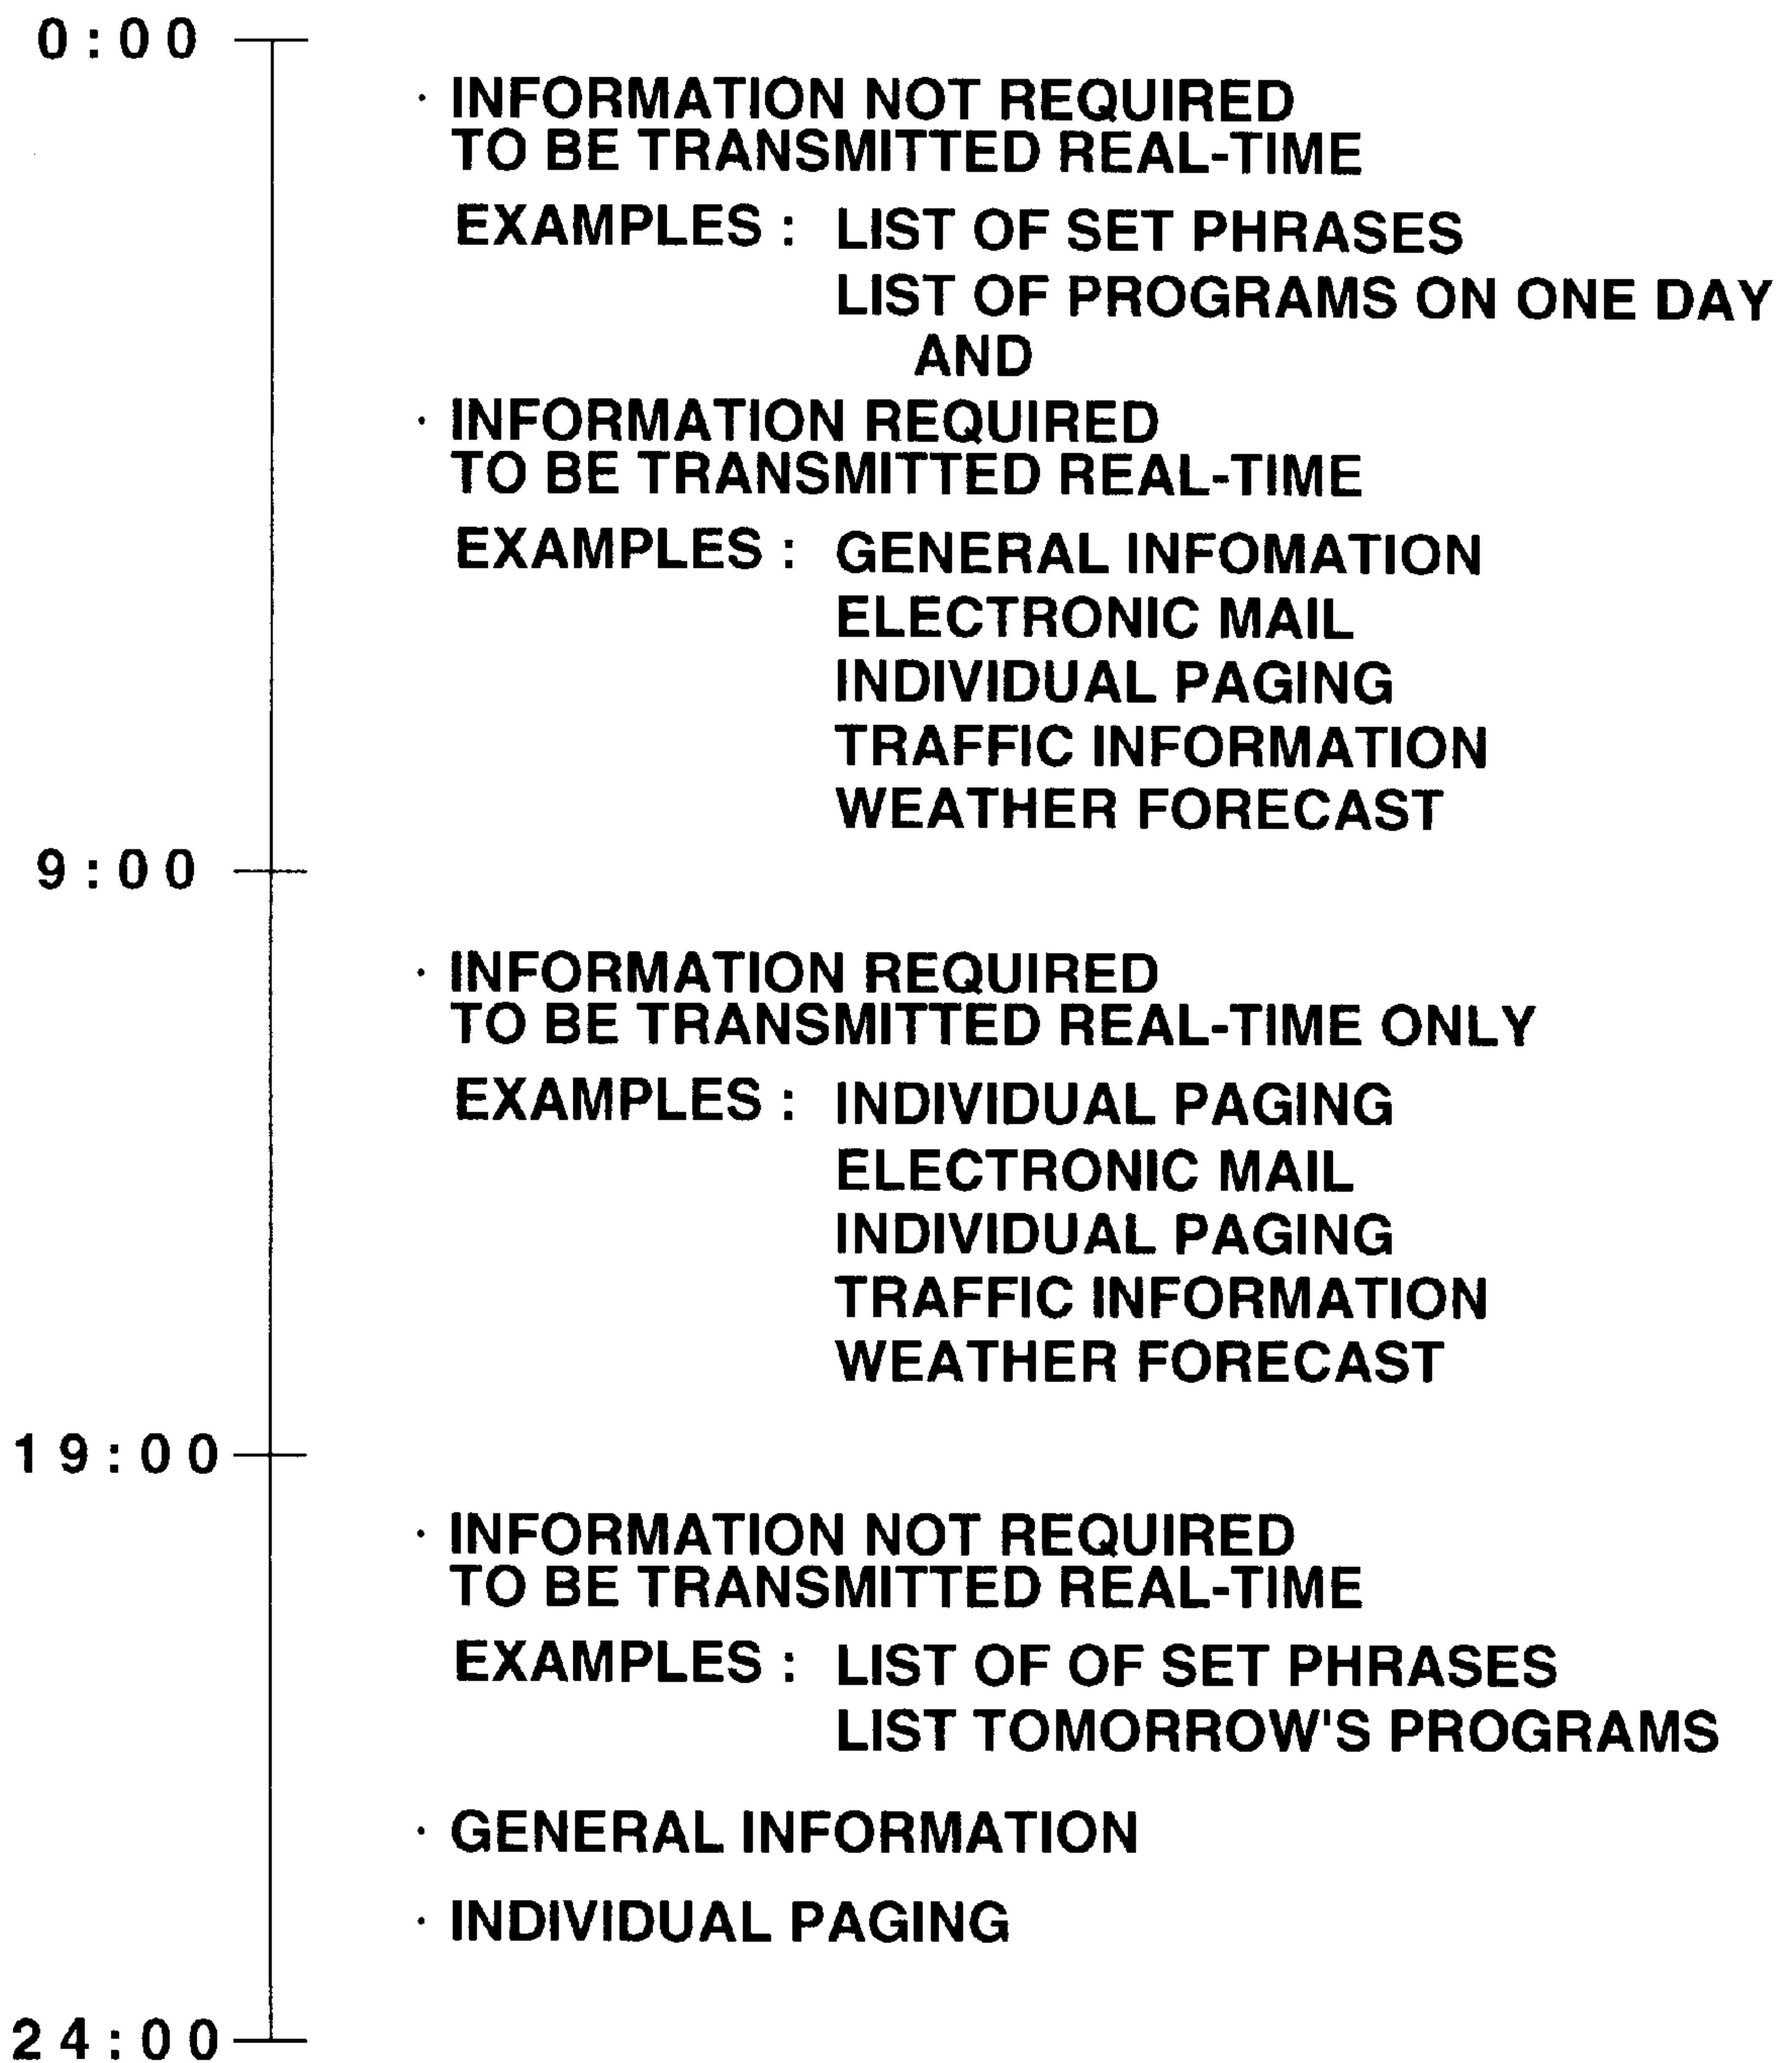 0:00
· INFORMATION NOT REQUIRED
TO BE TRANSMITTED REAL-TIME
EXAMPLES : LIST OF SET PHRASES
LIST OF PROGRAMS ON ONE DAY
AND
· INFORMATION REQUIRED
TO BE TRANSMITTED REAL-TIME
EXAMPLES : GENERAL INFOMATION
ELECTRONIC MAIL
INDIVIDUAL PAGING
TRAFFIC INFORMATION
WEATHER FORECAST
9:00
· INFORMATION REQUIRED
TO BE TRANSMITTED REAL-TIME ONLY
EXAMPLES : INDIVIDUAL PAGING
ELECTRONIC MAIL
INDIVIDUAL PAGING
TRAFFIC INFORMATION
WEATHER FORECAST
19:00
· INFORMATION NOT REQUIRED
TO BE TRANSMITTED REAL-TIME
EXAMPLES : LIST OF OF SET PHRASES
LIST TOMORROW'S PROGRAMS
· GENERAL INFORMATION
· INDIVIDUAL PAGING
24:00